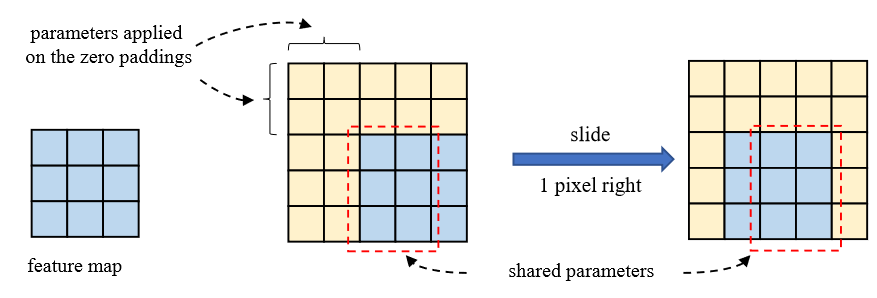 parameters applied
on the zero paddings
feature map
slide
1 pixel right
shared parameters